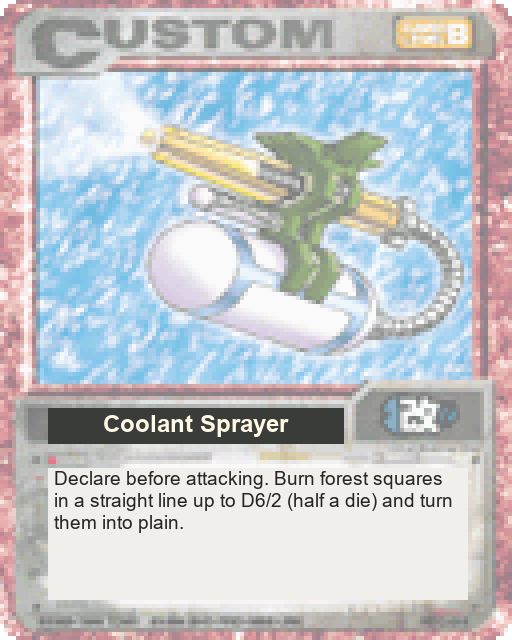 CUSTOM
B
Coolant Sprayer
Declare before attacking. Burn forest squares
in a straight line up to D6/2 (half a die) and turn
them into plain.